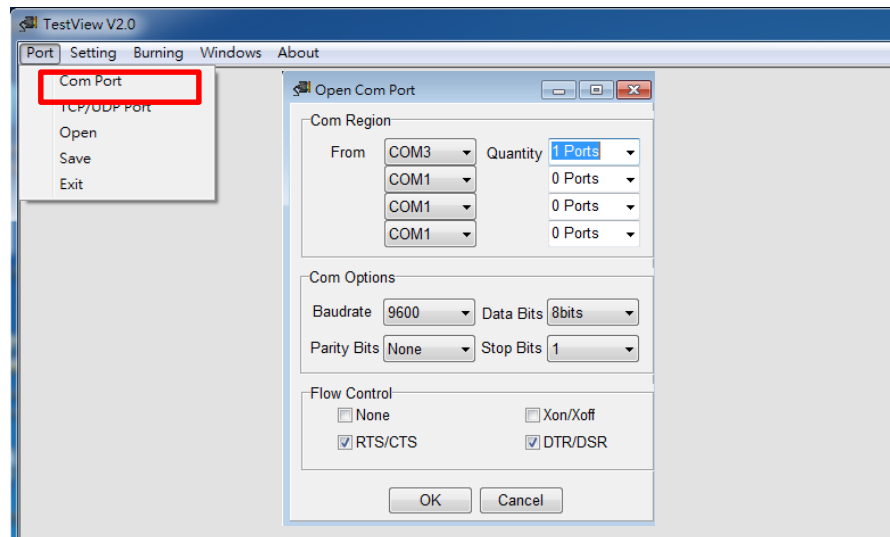 TestView V2.0
Port Setting Burning Windows About
Com Port
TCP/UDP Port
Open
Save
Exit
Open Com Port
Com Region
From COM3 Quantity 1 Ports
COM1 0 Ports
COM1 0 Ports
COM1 0 Ports
Com Options
Baudrate 9600 Data Bits 8bits
Parity Bits None Stop Bits 1
Flow Control
None Xon/Xoff
RTS/CTS DTR/DSR
OK Cancel